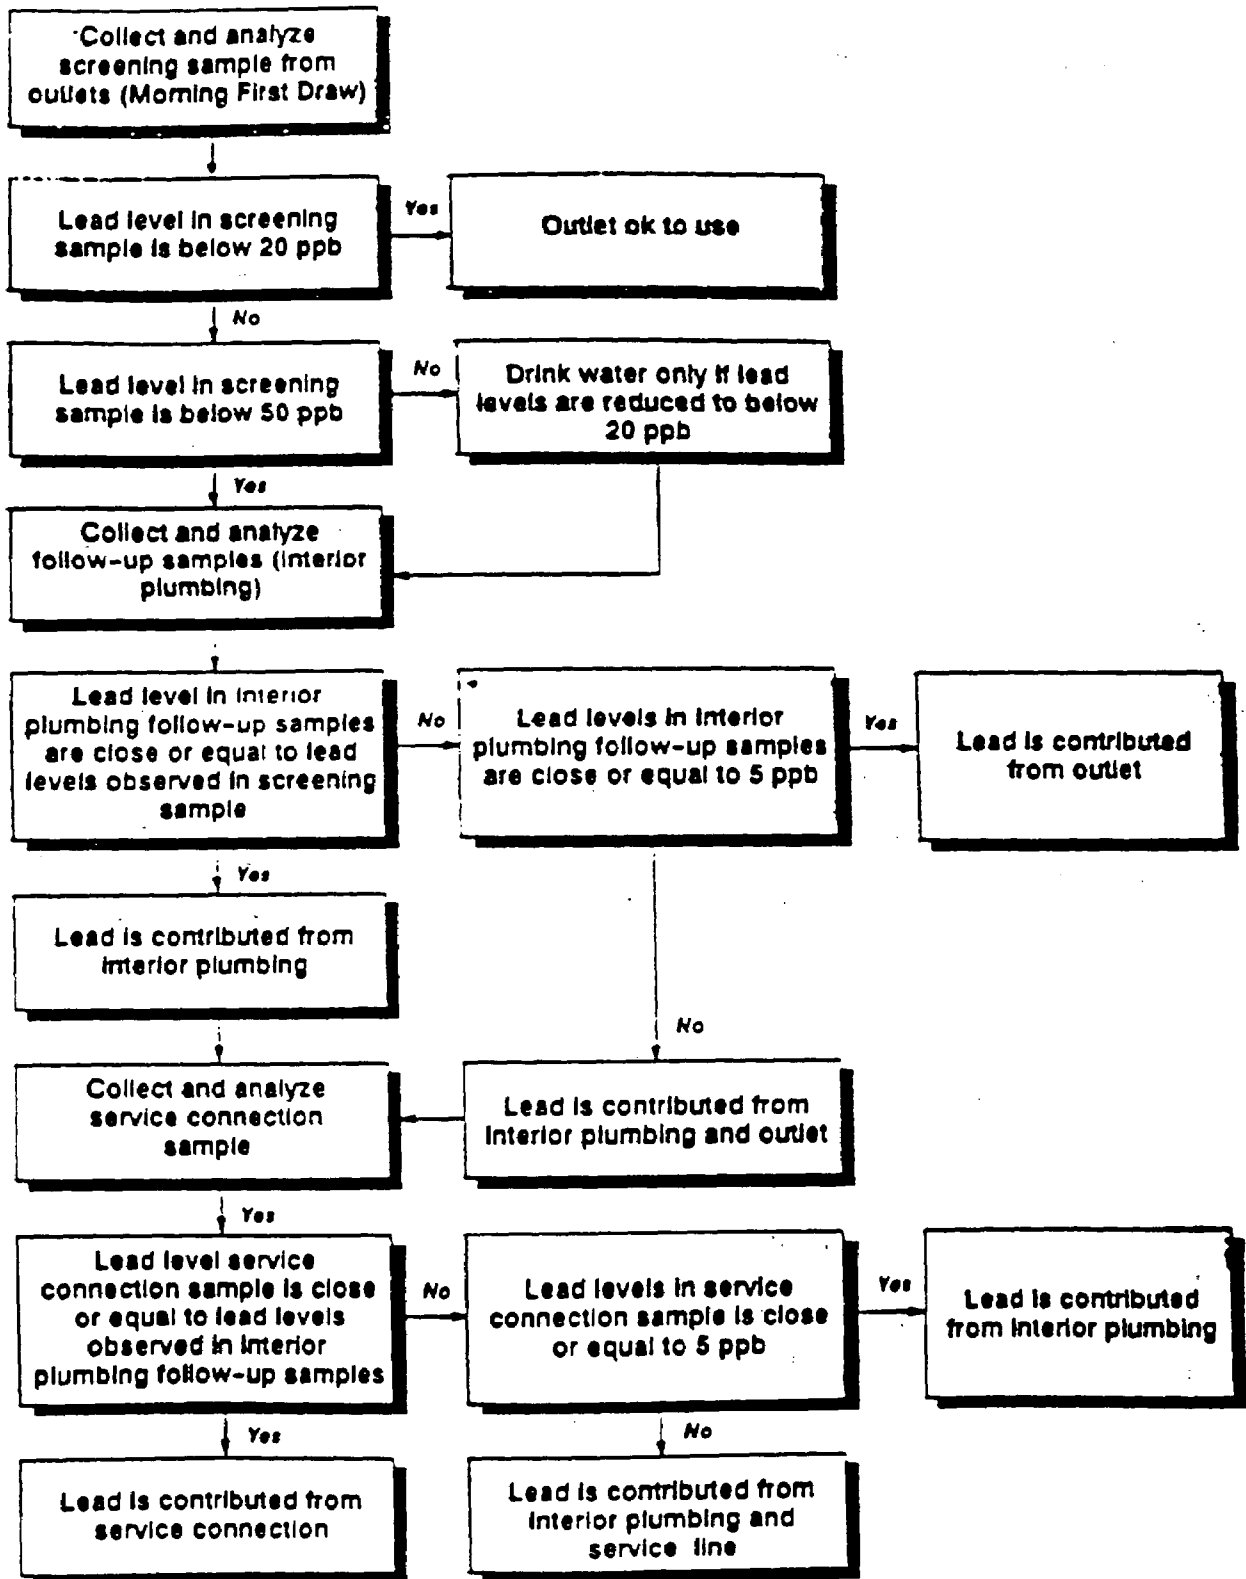 Collect and analyze
screening sample from
outlets (Morning First Draw)
Lead level in screening
sample is below 20 ppb
Yes
Outlet ok to use
No
Lead level in screening
sample is below 50 ppb
No
Drink water only if lead
levels are reduced to below
20 ppb
Yes
Collect and analyze
follow-up samples (interior
plumbing)
Lead level in interior
plumbing follow-up samples
are close or equal to lead
levels observed in screening
sample
No
Lead levels in interior
plumbing follow-up samples
are close or equal to 5 ppb
Yes
Lead is contributed
from outlet
Yes
Lead is contributed from
interior plumbing
No
Collect and analyze
service connection
sample
Lead is contributed from
interior plumbing and outlet
Yes
Lead level service
connection sample is close
or equal to lead levels
observed in interior
plumbing follow-up samples
No
Lead levels in service
connection sample is close
or equal to 5 ppb
Yes
Lead is contributed
from interior plumbing
Yes
No
Lead is contributed from
service connection
Lead is contributed from
interior plumbing and
service line